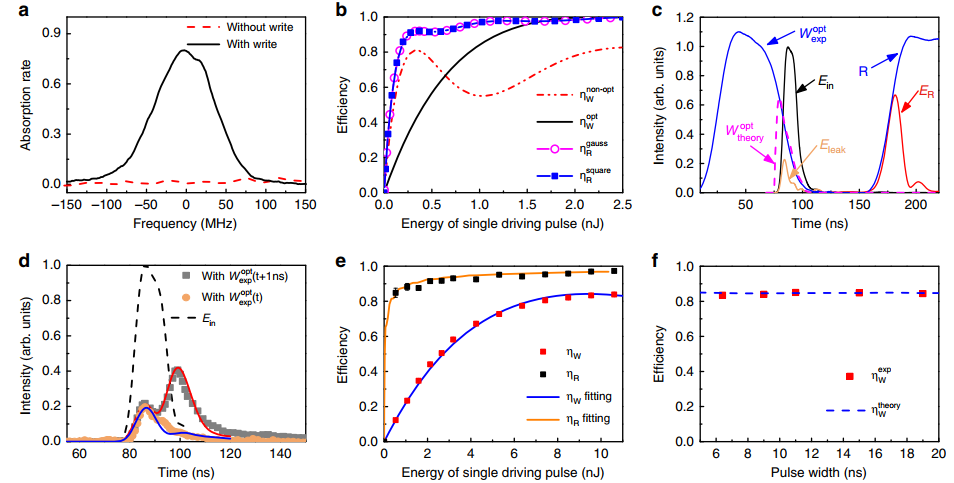 a
Absorption rate
0.9
0.6
0.3
0.0
Without write
With write
−150
−100
−50
0
50
100
150
Frequency (MHz)
b
Efficiency
1.0
0.8
0.6
0.4
0.2
0.0
η_W^non-opt
η_W^opt
η_R^gauss
η_R^square
0.0
0.5
1.0
1.5
2.0
2.5
Energy of single driving pulse (nJ)
c
Intensity (arb. units)
1.2
1.0
0.8
0.6
0.4
0.2
0.0
W_exp^opt
E_in
R
E_R
W_theory^opt
E_leak
50
100
150
200
Time (ns)
d
Intensity (arb. units)
1.0
0.8
0.6
0.4
0.2
0.0
With W_exp^opt(t+1ns)
With W_exp^opt(t)
E_in
60
80
100
120
140
Time (ns)
e
Efficiency
1.0
0.8
0.6
0.4
0.2
0.0
η_W
η_R
η_W fitting
η_R fitting
0
2
4
6
8
10
Energy of single driving pulse (nJ)
f
Efficiency
1.0
0.8
0.6
0.4
0.2
0.0
η_W^exp
η_W^theory
6
8
10
12
14
16
18
20
Pulse width (ns)